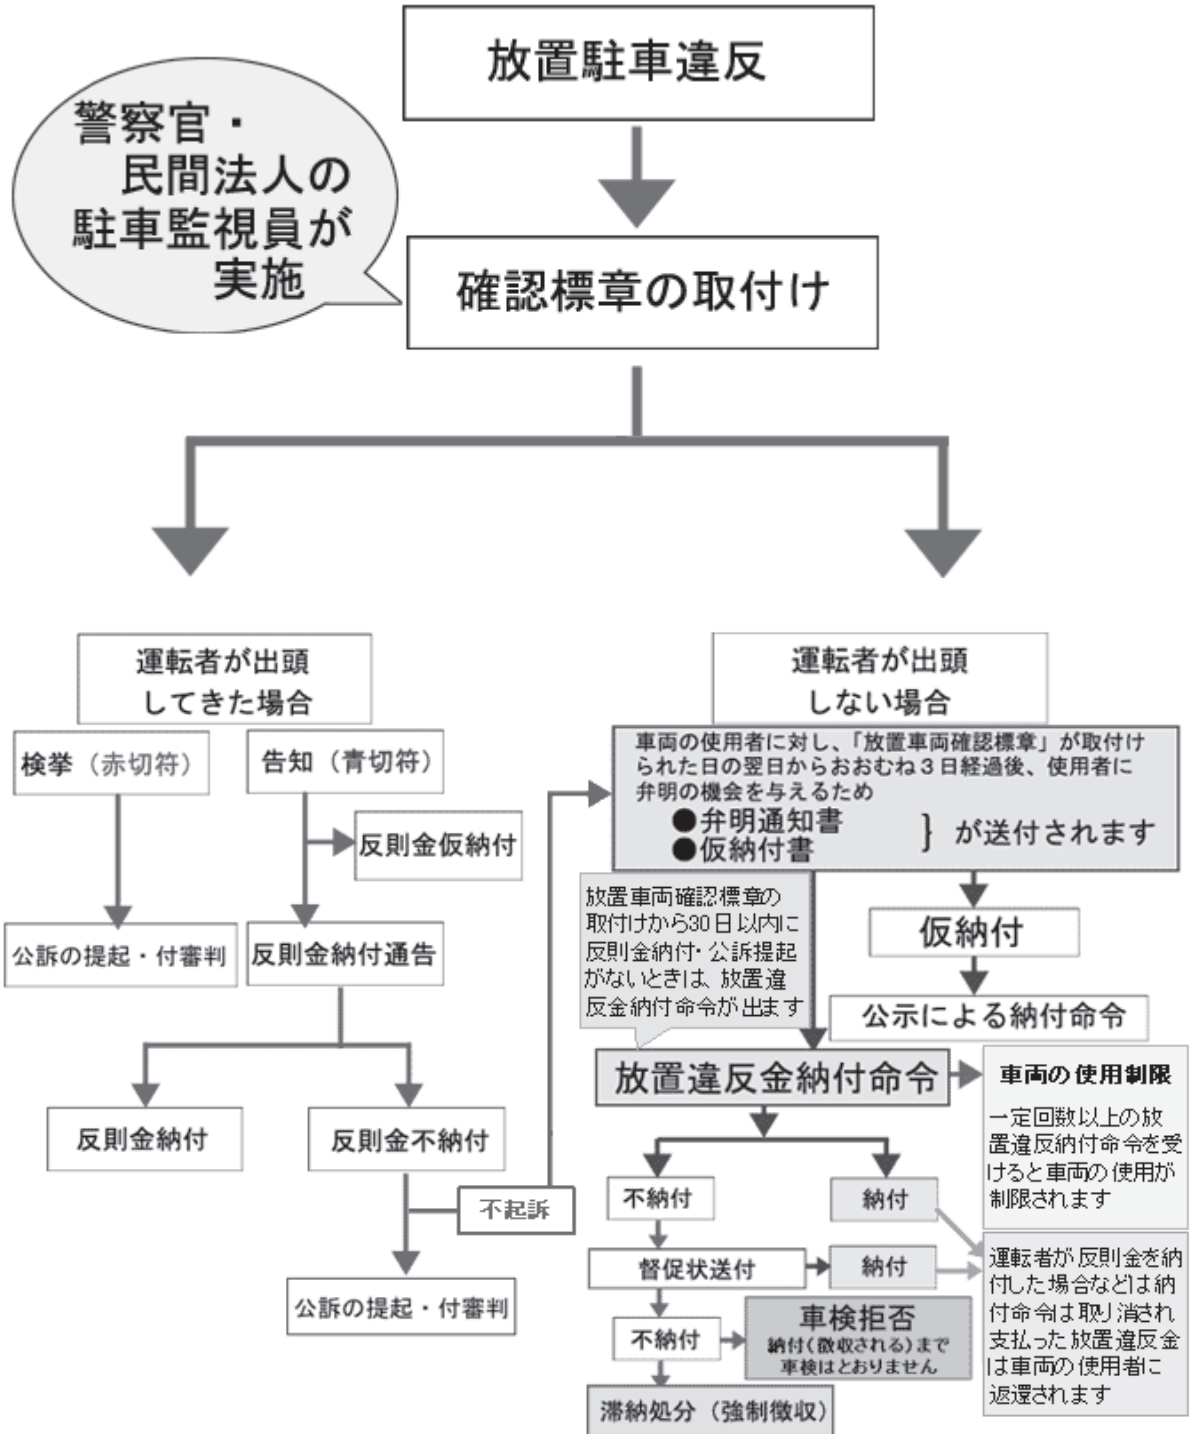 放置駐車違反
警察官・
民間法人の
駐車監視員が
実施
確認標章の取付け
運転者が出頭
してきた場合
検挙（赤切符）
告知（青切符）
反則金仮納付
公訴の提起・付審判
反則金納付通告
反則金納付
反則金不納付
不起訴
公訴の提起・付審判
運転者が出頭
しない場合
車両の使用者に対し、「放置車両確認標章」が取付け
られた日の翌日からおおむね３日経過後、使用者に
弁明の機会を与えるため
●弁明通知書
●仮納付書
} が送付されます
放置車両確認標章の
取付けから30日以内に
反則金納付・公訴提起
がないときは、放置違
反金納付命令が出ます
仮納付
公示による納付命令
放置違反金納付命令
車両の使用制限
一定回数以上の放
置違反納付命令を受
けると車両の使用が
制限されます
不納付
納付
督促状送付
納付
不納付
車検拒否
納付（徴収される）まで
車検はとおりません
滞納処分（強制徴収）
運転者が反則金を納
付した場合などは納
付命令は取り消され
支払った放置違反金
は車両の使用者に
返還されます